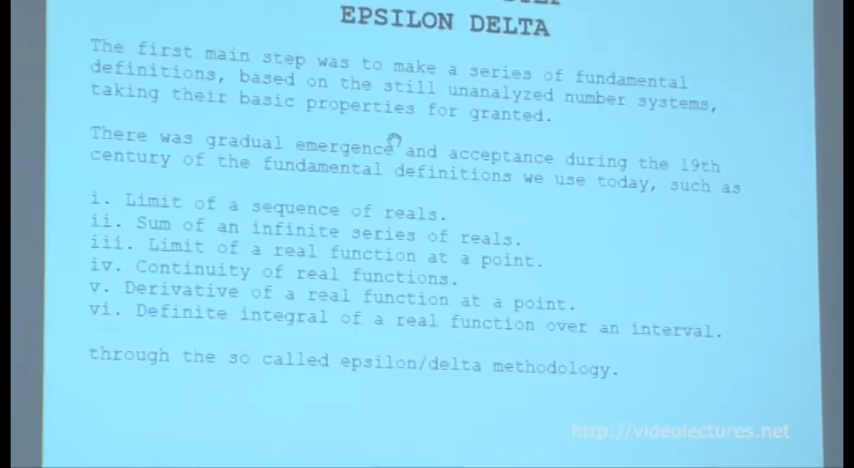 EPSILON DELTA
The first main step was to make a series of fundamental
definitions, based on the still unanalyzed number systems,
taking their basic properties for granted.
There was gradual emergence and acceptance during the 19th
century of the fundamental definitions we use today, such as
i. Limit of a sequence of reals.
ii. Sum of an infinite series of reals.
iii. Limit of a real function at a point.
iv. Continuity of real functions.
v. Derivative of a real function at a point.
vi. Definite integral of a real function over an interval.
through the so called epsilon/delta methodology.
http://videolectures.net